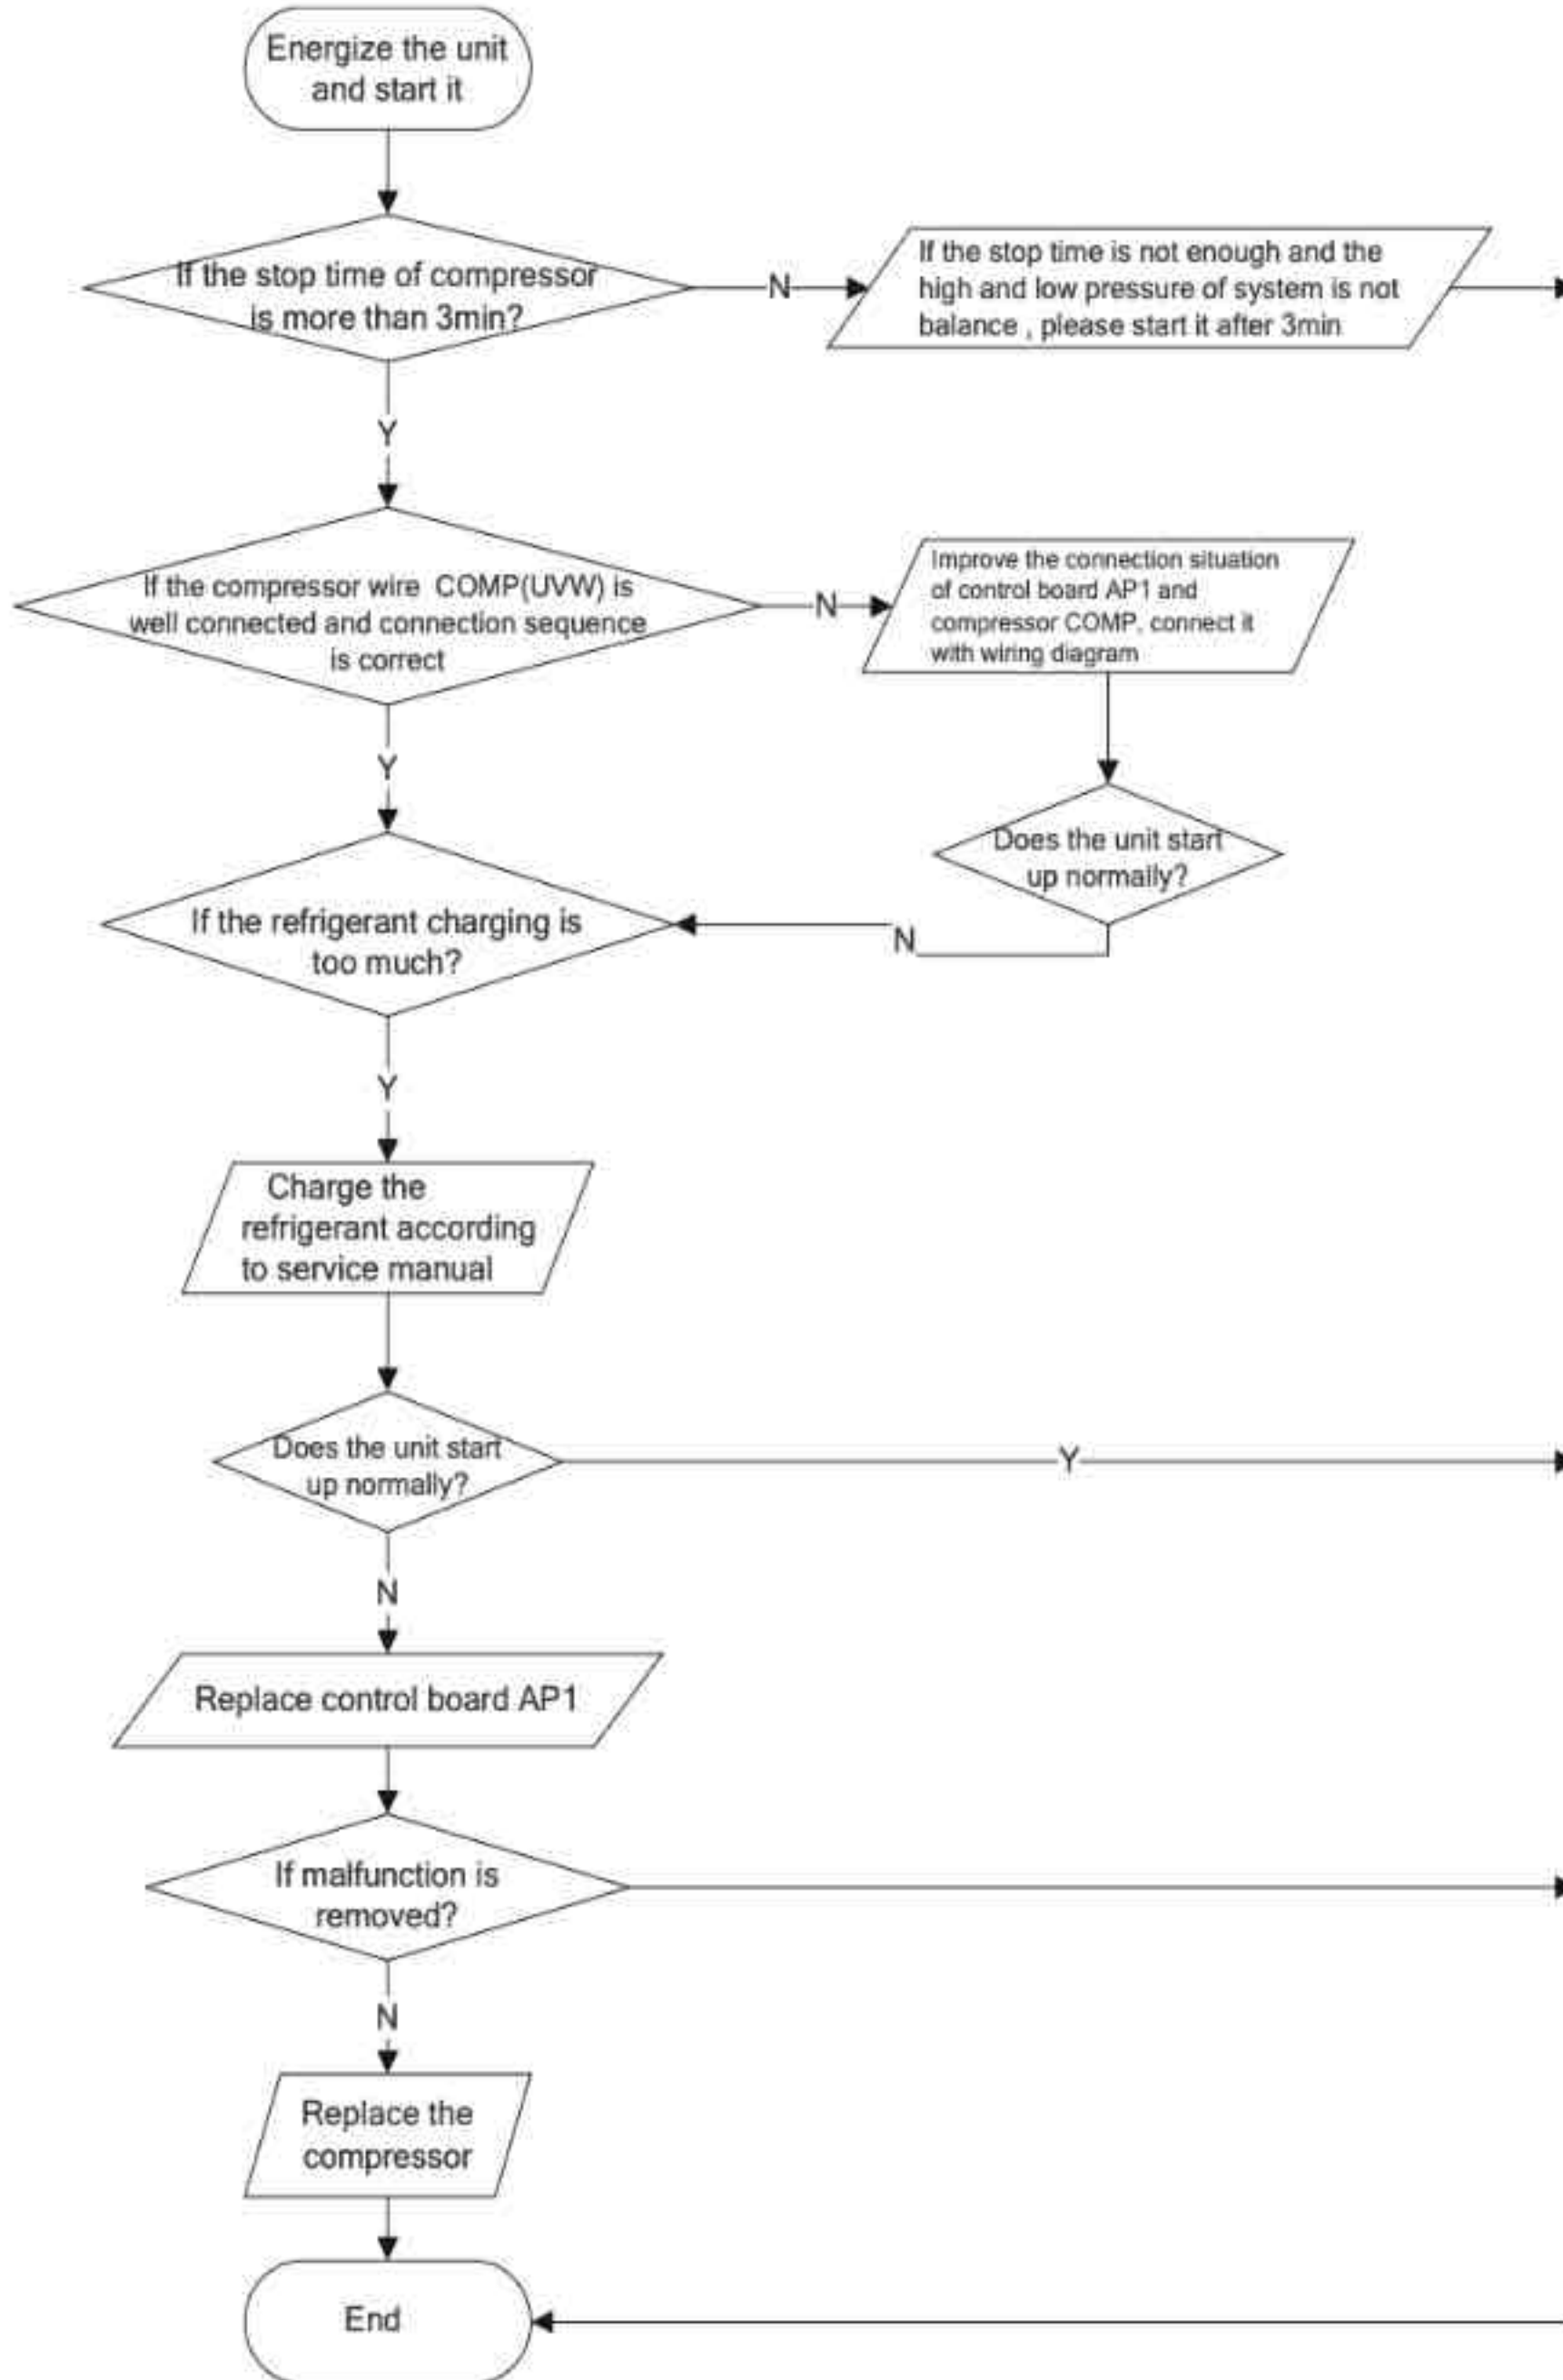 Energize the unit
and start it
If the stop time of compressor
is more than 3min?
N
If the stop time is not enough and the
high and low pressure of system is not
balance , please start it after 3min
Y
If the compressor wire COMP(UVW) is
well connected and connection sequence
is correct
N
Improve the connection situation
of control board AP1 and
compressor COMP, connect it
with wiring diagram
Y
Does the unit start
up normally?
If the refrigerant charging is
too much?
N
Y
Charge the
refrigerant according
to service manual
Does the unit start
up normally?
Y
N
Replace control board AP1
If malfunction is
removed?
N
Replace the
compressor
End